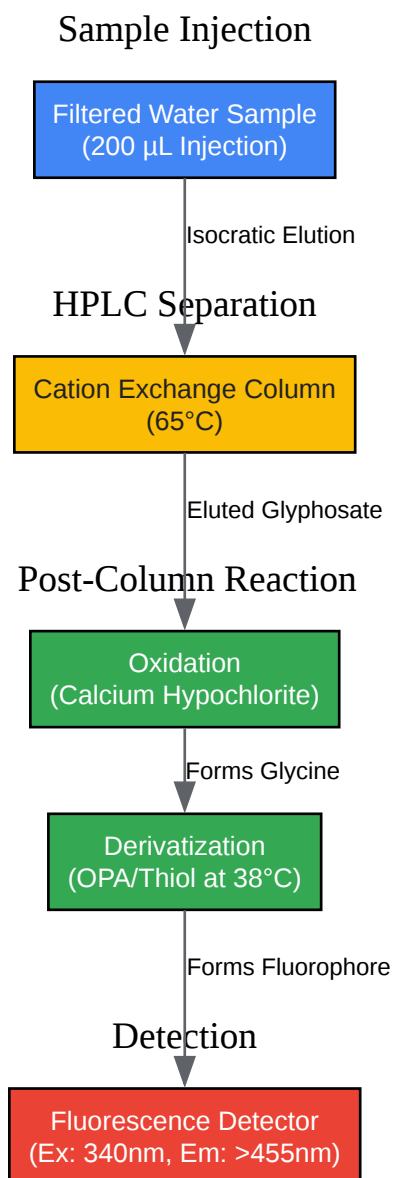 Sample Injection
Filtered Water Sample
(200 µL Injection)
Isocratic Elution
HPLC Separation
Cation Exchange Column
(65°C)
Eluted Glyphosate
Post-Column Reaction
Oxidation
(Calcium Hypochlorite)
Forms Glycine
Derivatization
(OPA/Thiol at 38°C)
Forms Fluorophore
Detection
Fluorescence Detector
(Ex: 340nm, Em: >455nm)